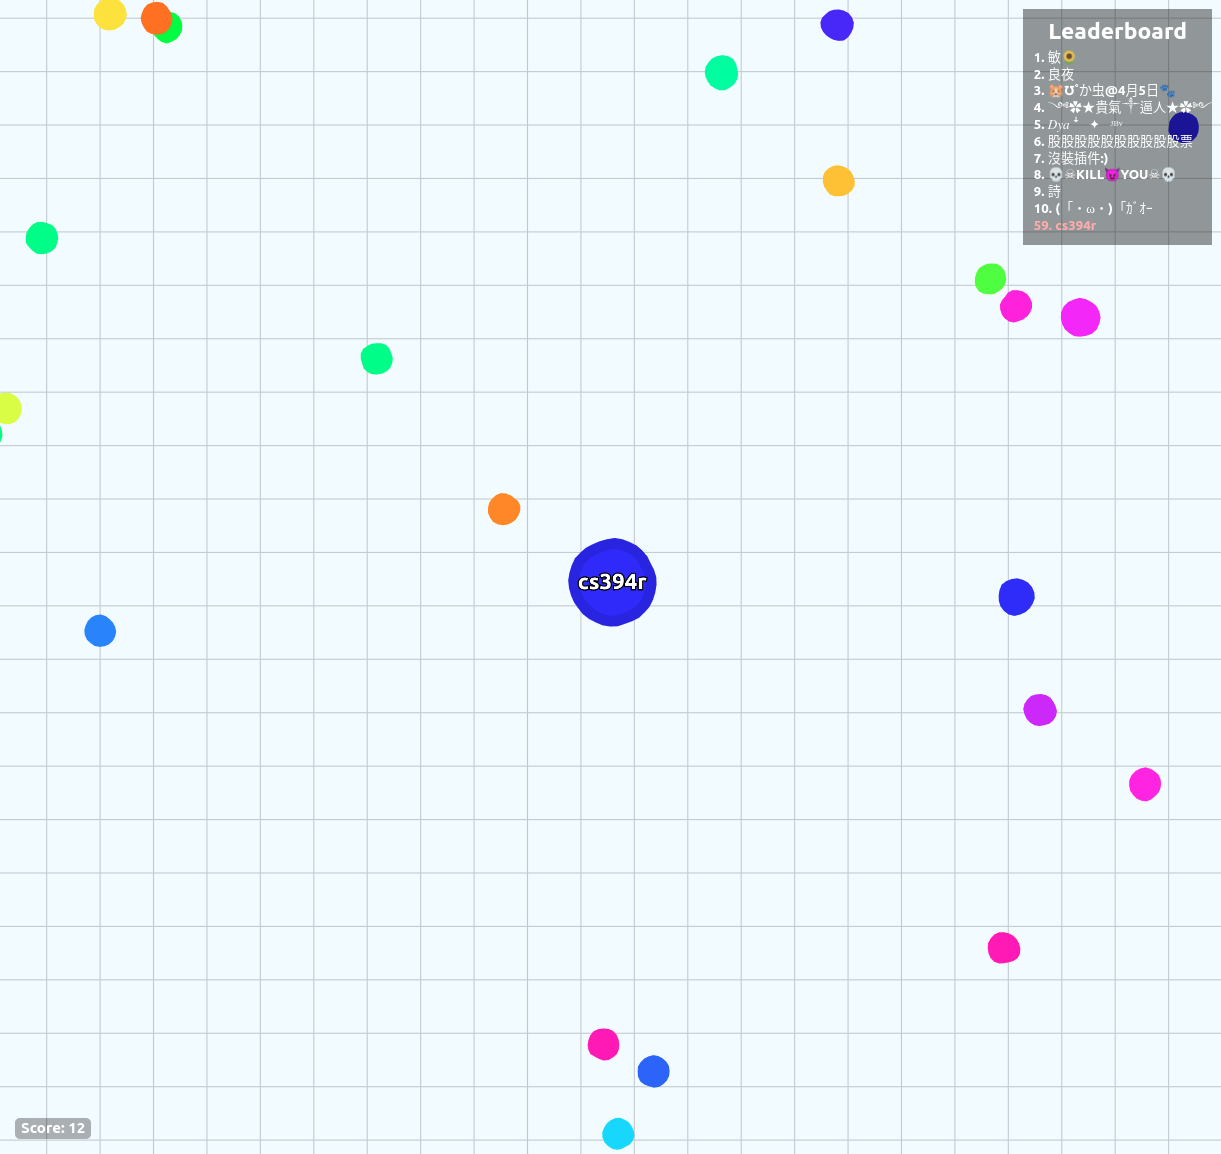 Leaderboard
1. 敏🌻
2. 良夜
3. 🐹℧ﾟか虫@4月5日🐾
4. ★貴氣逼人★
5. 𝐷𝑦𝑎
6. 股股股股股股股股股股票
7. 沒裝插件:)
8. 💀☠KILL😈YOU☠💀
9. 詩
10. (「・ω・)「ｶﾞｵｰ
59. cs394r
cs394r
Score: 12